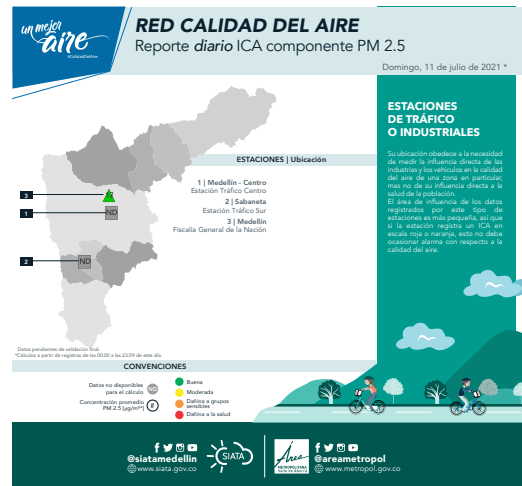 un mejor
aire
#CalidadDelAire
RED CALIDAD DEL AIRE
Reporte diario ICA componente PM 2.5
Domingo, 11 de julio de 2021 *
ESTACIONES
DE TRÁFICO
O INDUSTRIALES
Su ubicación obedece a la necesidad
de medir la influencia directa de las
industrias y los vehículos en la calidad
del aire de una zona en particular,
mas no de su influencia directa a la
salud de la población.
El área de influencia de los datos
registrados por este tipo de
estaciones es más pequeña, así que
si la estación registra un ICA en
escala roja o naranja, esto no debe
ocasionar alarma con respecto a la
calidad del aire.
ESTACIONES | Ubicación
1 | Medellín - Centro
Estación Tráfico Centro
2 | Sabaneta
Estación Tráfico Sur
3 | Medellín
Fiscalía General de la Nación
3
1
ND
2
ND
Datos pendientes de validación final.
*Cálculos a partir de registros de las 00:00 a las 23:59 de este día.
CONVENCIONES
Datos no disponibles
para el cálculo
ND
Concentración promedio
PM 2.5 [µg/m³*]
#
Buena
Moderada
Dañina a grupos
sensibles
Dañina a la salud
@siatamedellin
www.siata.gov.co
SIATA
Área
METROPOLITANA
Valle de Aburrá
@areametropol
www.metropol.gov.co